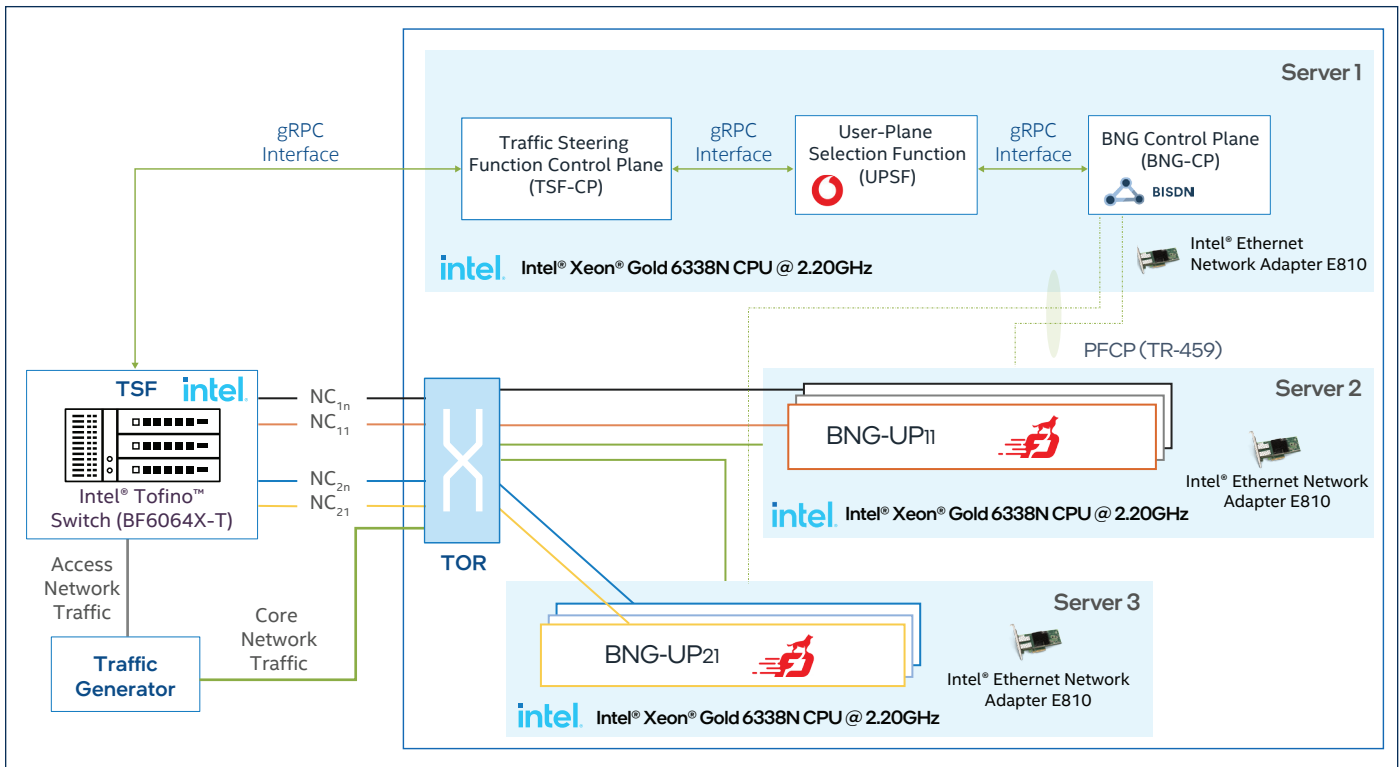 Server 1
gRPC
Interface
Traffic Steering
Function Control Plane
(TSF-CP)
gRPC
Interface
User-Plane
Selection Function
(UPSF)
gRPC
Interface
BNG Control Plane
(BNG-CP)
BISDN
intel. Intel® Xeon® Gold 6338N CPU @ 2.20GHz
Intel® Ethernet
Network Adapter E810
PFCP (TR-459)
TSF
intel.
Intel® Tofino™
Switch (BF6064X-T)
NC1n
NC11
NC2n
NC21
TOR
Server 2
BNG-UP11
Intel® Ethernet Network
Adapter E810
intel. Intel® Xeon® Gold 6338N CPU @ 2.20GHz
Server 3
BNG-UP21
Intel® Ethernet Network
Adapter E810
intel. Intel® Xeon® Gold 6338N CPU @ 2.20GHz
Access
Network
Traffic
Core
Network
Traffic
Traffic
Generator